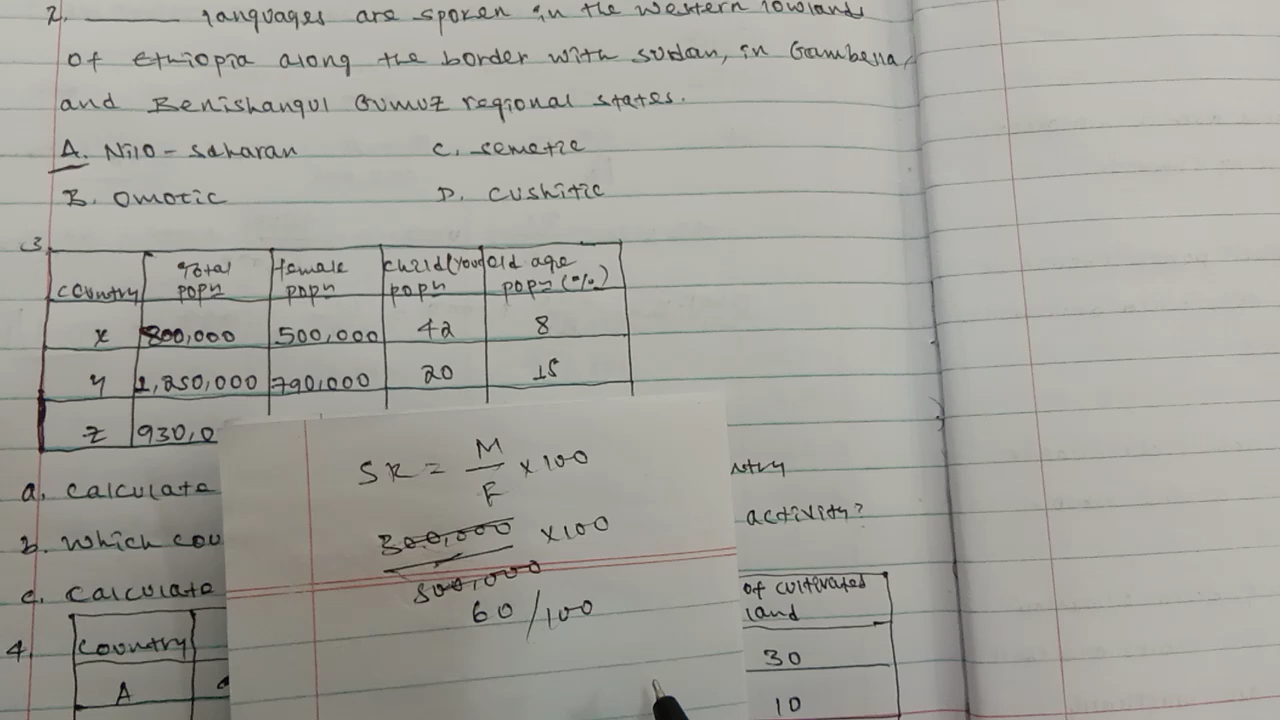 2. languages are spoken in the western lowlands
of ethiopia along the border with sudan, in Gambella,
and Benishangul Gumuz regional states.
A. Nilo-saharan C. semetic
B. Omotic D. cushitic
3.
country Total popn female popn child(you popn old age popn (%)
x 800,000 500,000 42 8
y 1,250,000 790,000 20 15
z 930,0
SR = M/F x 100
a. calculate ntry
300,000/500,000 x100
b. which cou activity?
60/100
c. calculate of cultivated land
4. country 30
A 10